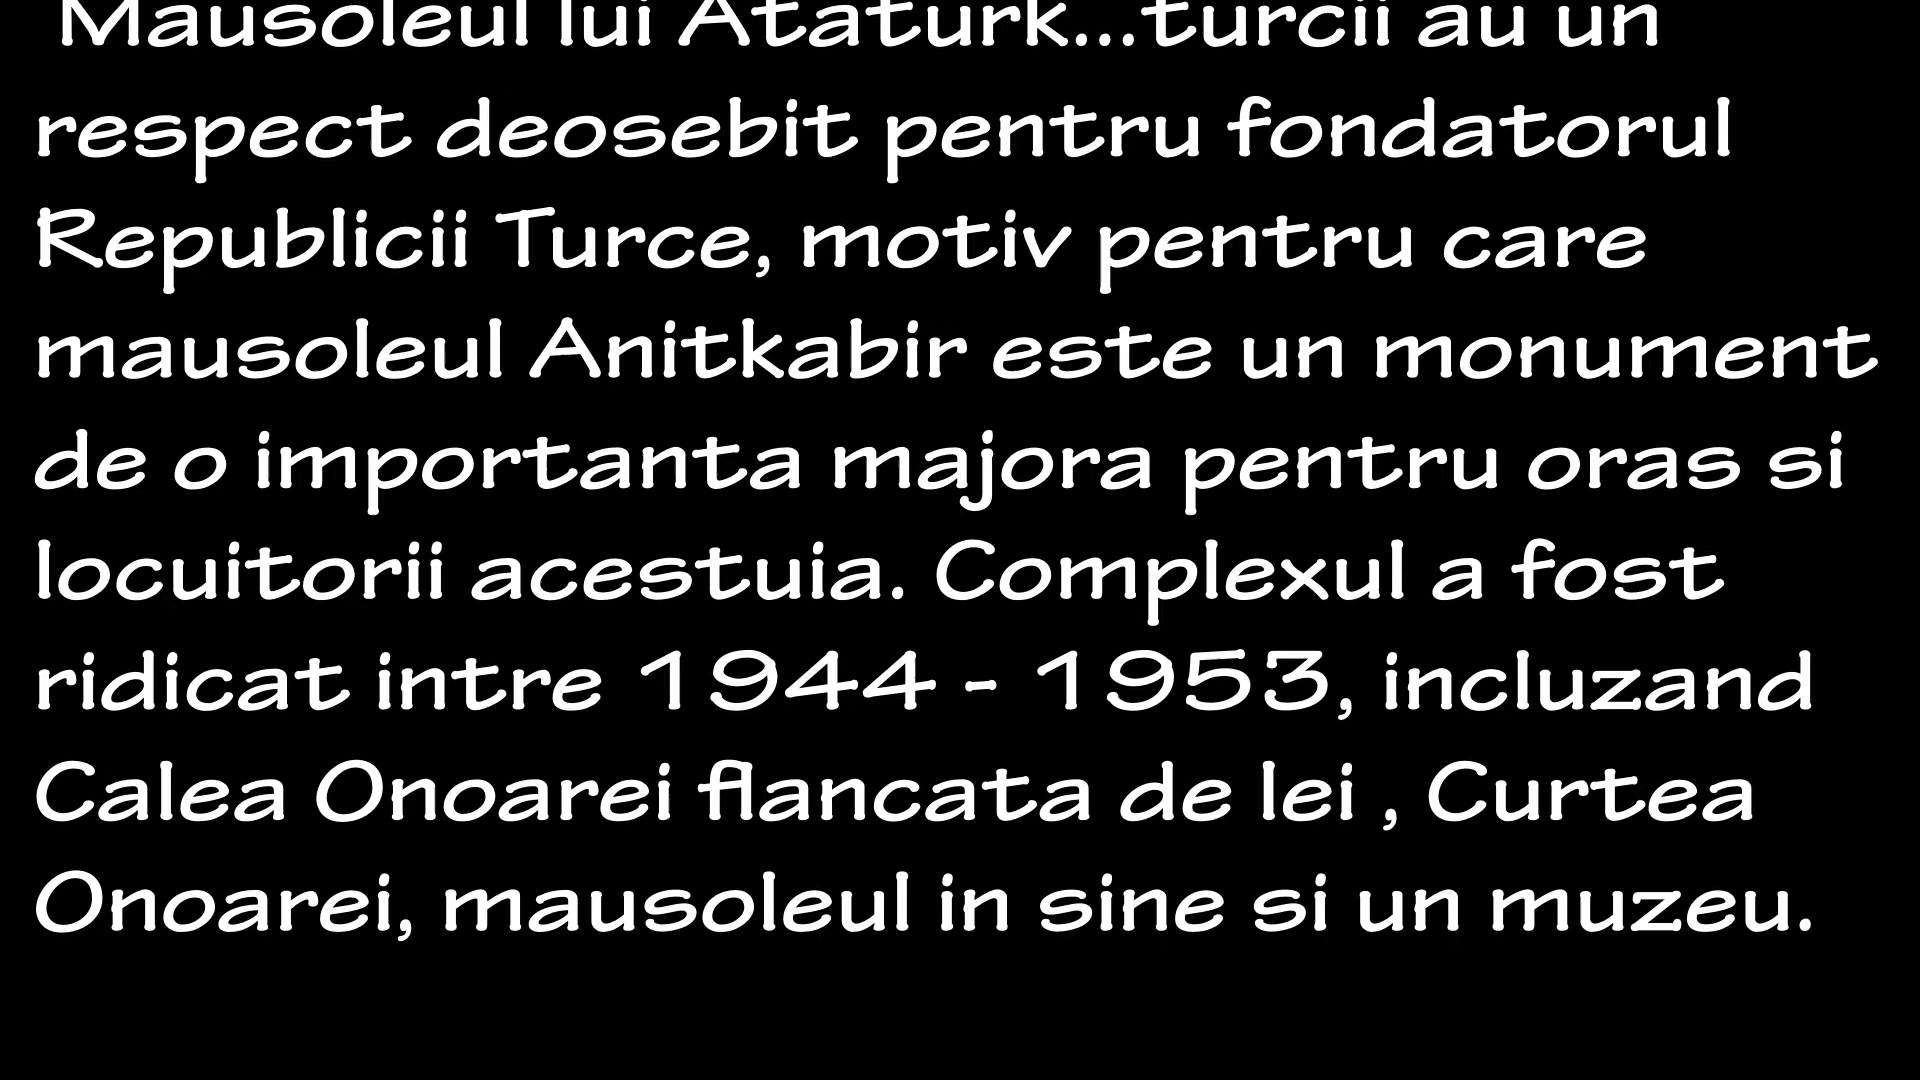 Mausoleul lui Ataturk...turcii au un
respect deosebit pentru fondatorul
Republicii Turce, motiv pentru care
mausoleul Anitkabir este un monument
de o importanta majora pentru oras si
locuitorii acestuia. Complexul a fost
ridicat intre 1944 - 1953, incluzand
Calea Onoarei flancata de lei , Curtea
Onoarei, mausoleul in sine si un muzeu.